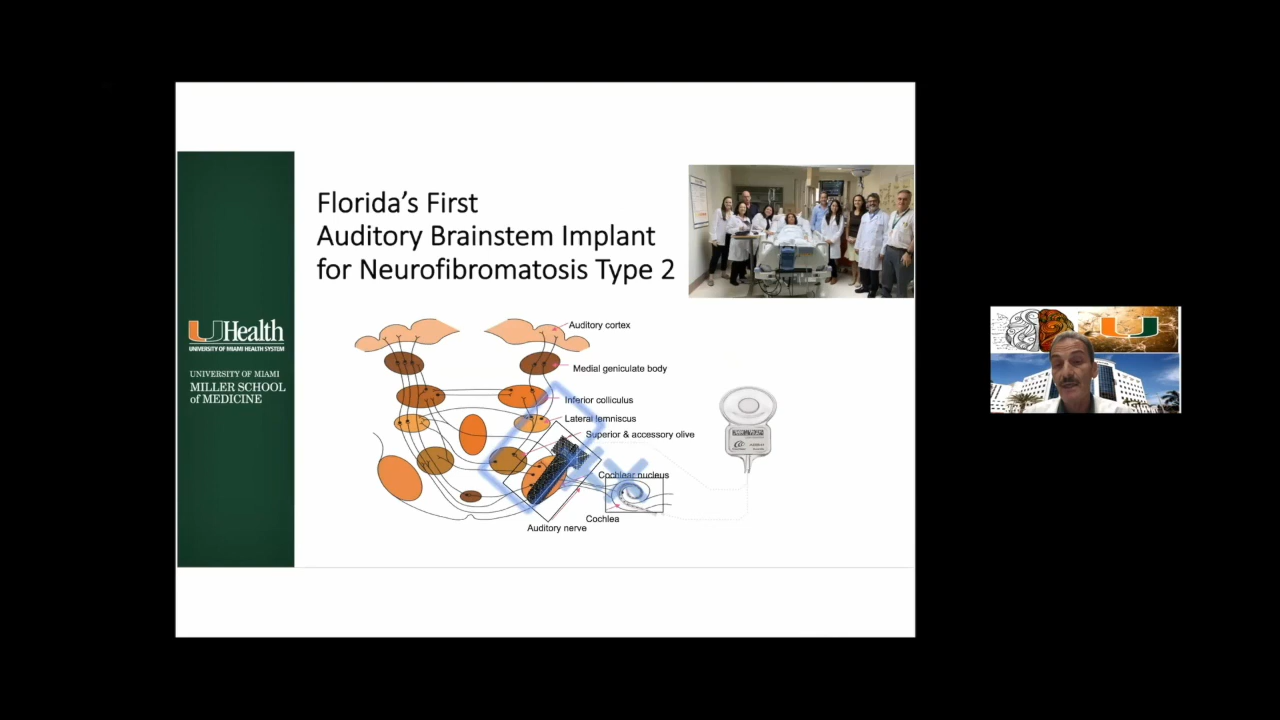 Florida's First
Auditory Brainstem Implant
for Neurofibromatosis Type 2
UHealth
UNIVERSITY OF MIAMI HEALTH SYSTEM
UNIVERSITY OF MIAMI
MILLER SCHOOL
of MEDICINE
Auditory cortex
Medial geniculate body
Inferior colliculus
Lateral lemniscus
Superior & accessory olive
Cochlear nucleus
Cochlea
Auditory nerve
U